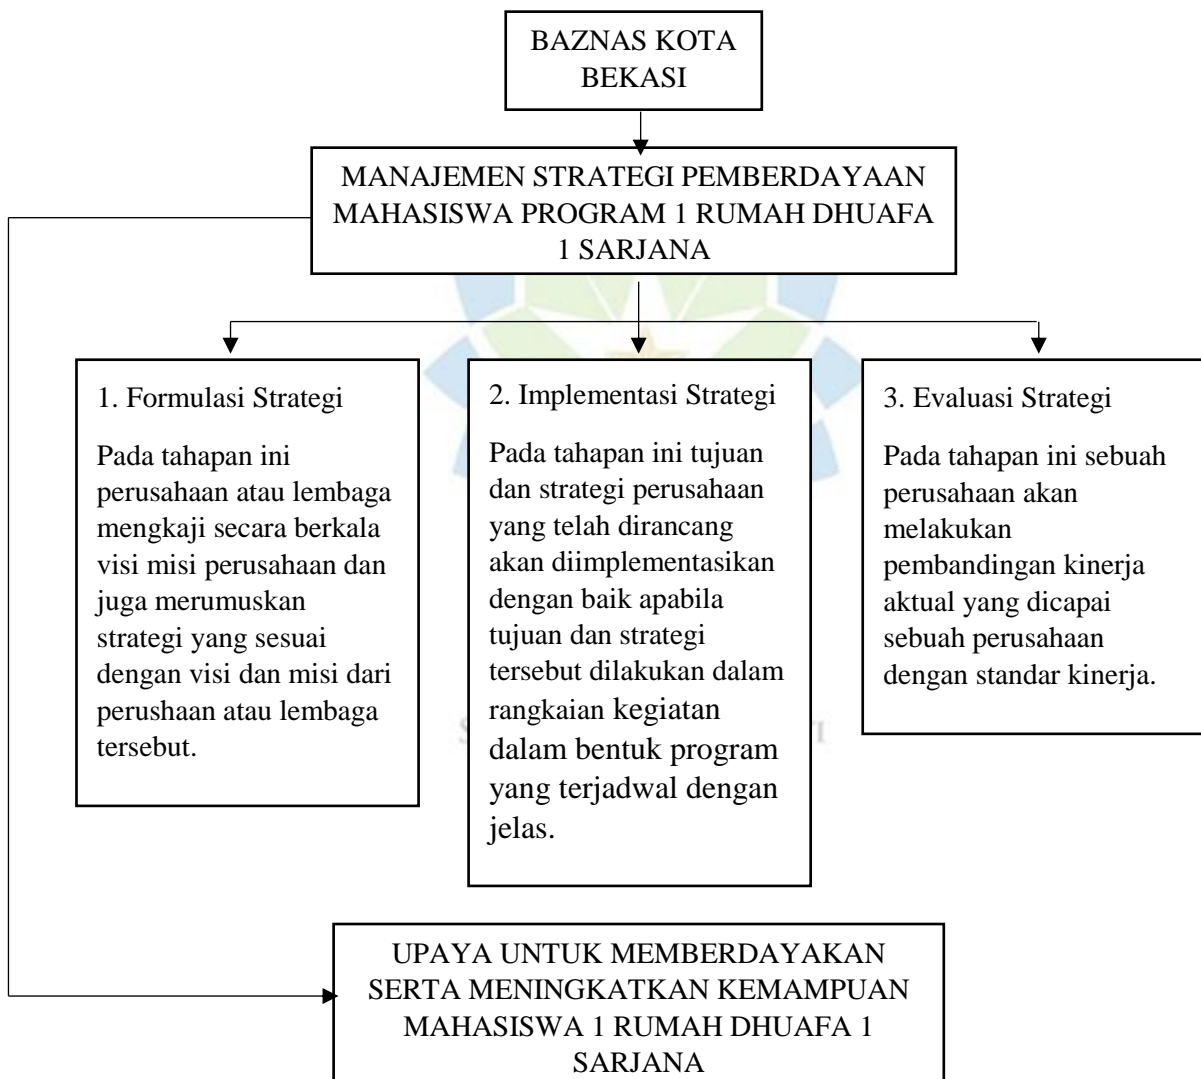 BAZNAS KOTA
BEKASI
MANAJEMEN STRATEGI PEMBERDAYAAN
MAHASISWA PROGRAM 1 RUMAH DHUAFA
1 SARJANA
1. Formulasi Strategi
Pada tahapan ini
perusahaan atau lembaga
mengkaji secara berkala
visi misi perusahaan dan
juga merumuskan
strategi yang sesuai
dengan visi dan misi dari
perushaan atau lembaga
tersebut.
2. Implementasi Strategi
Pada tahapan ini tujuan
dan strategi perusahaan
yang telah dirancang
akan diimplementasikan
dengan baik apabila
tujuan dan strategi
tersebut dilakukan dalam
rangkaian kegiatan
dalam bentuk program
yang terjadwal dengan
jelas.
3. Evaluasi Strategi
Pada tahapan ini sebuah
perusahaan akan
melakukan
pembandingan kinerja
aktual yang dicapai
sebuah perusahaan
dengan standar kinerja.
UPAYA UNTUK MEMBERDAYAKAN
SERTA MENINGKATKAN KEMAMPUAN
MAHASISWA 1 RUMAH DHUAFA 1
SARJANA